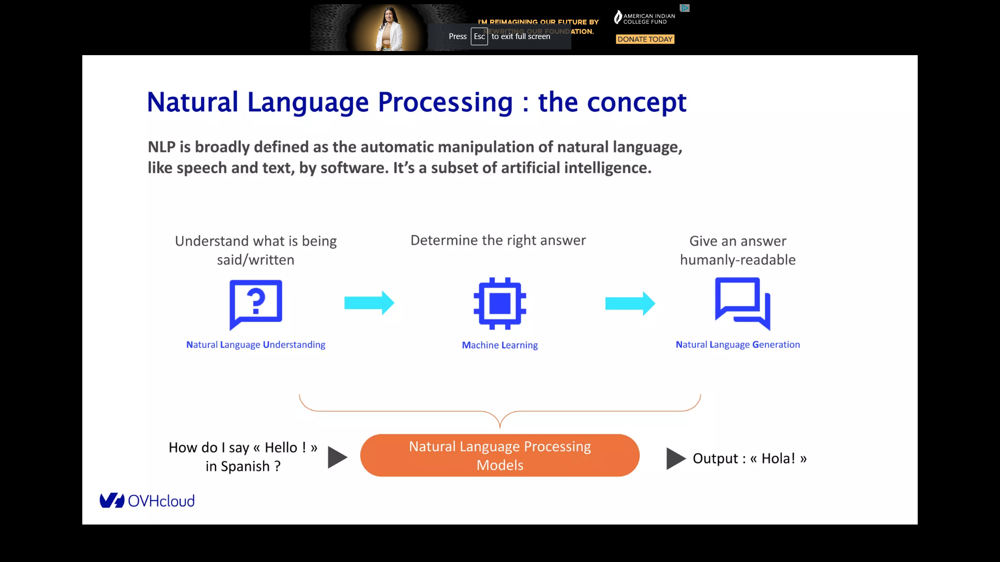 I'M REIMAGINING OUR FUTURE BY
REWRITING OUR FOUNDATION.
AMERICAN INDIAN
COLLEGE FUND
DONATE TODAY
Press Esc to exit full screen
Natural Language Processing : the concept
NLP is broadly defined as the automatic manipulation of natural language,
like speech and text, by software. It’s a subset of artificial intelligence.
Understand what is being
said/written
Natural Language Understanding
Determine the right answer
Machine Learning
Give an answer
humanly-readable
Natural Language Generation
How do I say « Hello ! »
in Spanish ?
Natural Language Processing
Models
Output : « Hola! »
OVHcloud